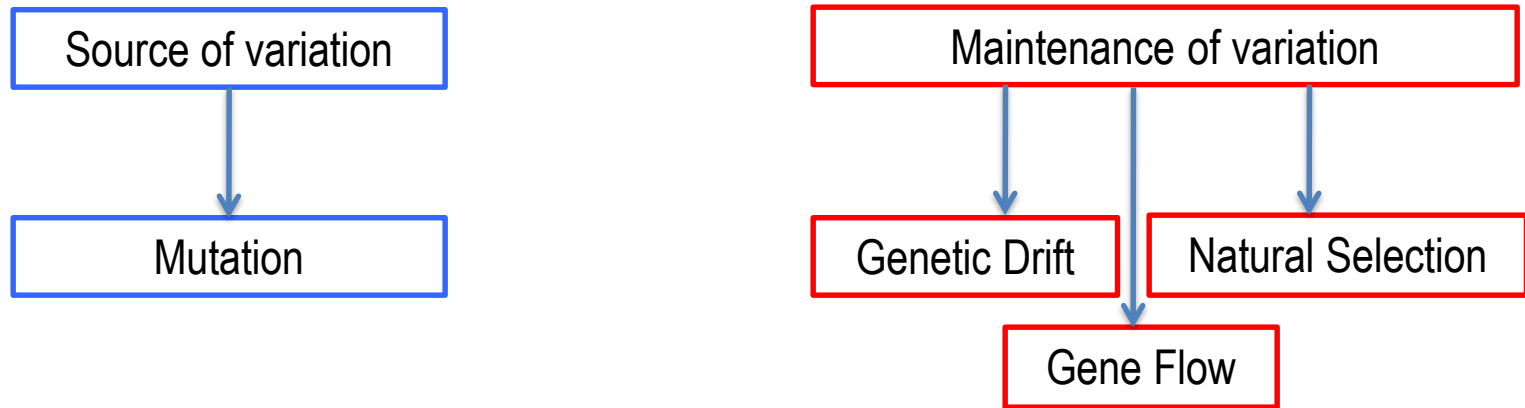 Source of variation
Maintenance of variation
Mutation
Genetic Drift
Natural Selection
Gene Flow